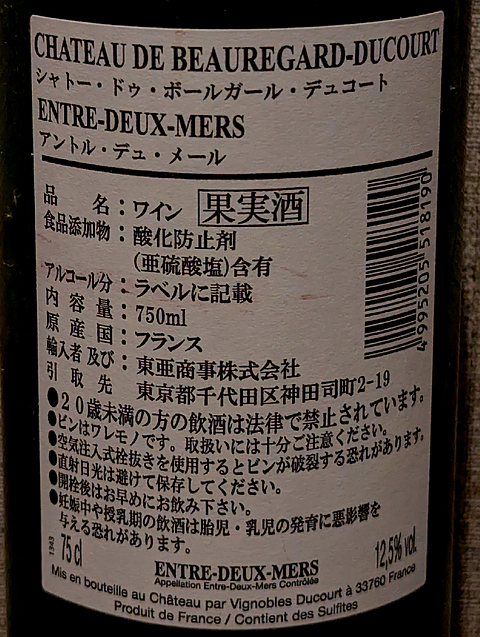 CHATEAU DE BEAUREGARD-DUCOURT
シャトー・ドゥ・ボールガール・デュコート
ENTRE-DEUX-MERS
アントル・デュ・メール
品名：ワイン 果実酒
食品添加物：酸化防止剤
(亜硫酸塩)含有
アルコール分：ラベルに記載
内容量：750ml
原産国：フランス
輸入者及び：東亜商事株式会社
引取先 東京都千代田区神田司町2-19
4 995205 518190
●20歳未満の方の飲酒は法律で禁止されています。
●ビンはワレモノです。取扱いには十分ご注意ください。
●空気注入式栓抜きを使用するとビンが破裂する恐れがあります。
●直射日光は避けて保存してください。
●開栓後はお早めにお飲み下さい。
●妊娠中や授乳期の飲酒は胎児・乳児の発育に悪影響を
与える恐れがあります。
75 cl
ENTRE-DEUX-MERS
12,5% vol.
Appellation Entre-Deux-Mers Contrôlée
Mis en bouteille au Château par Vignobles Ducourt à 33760 France
Produit de France / Contient des Sulfites